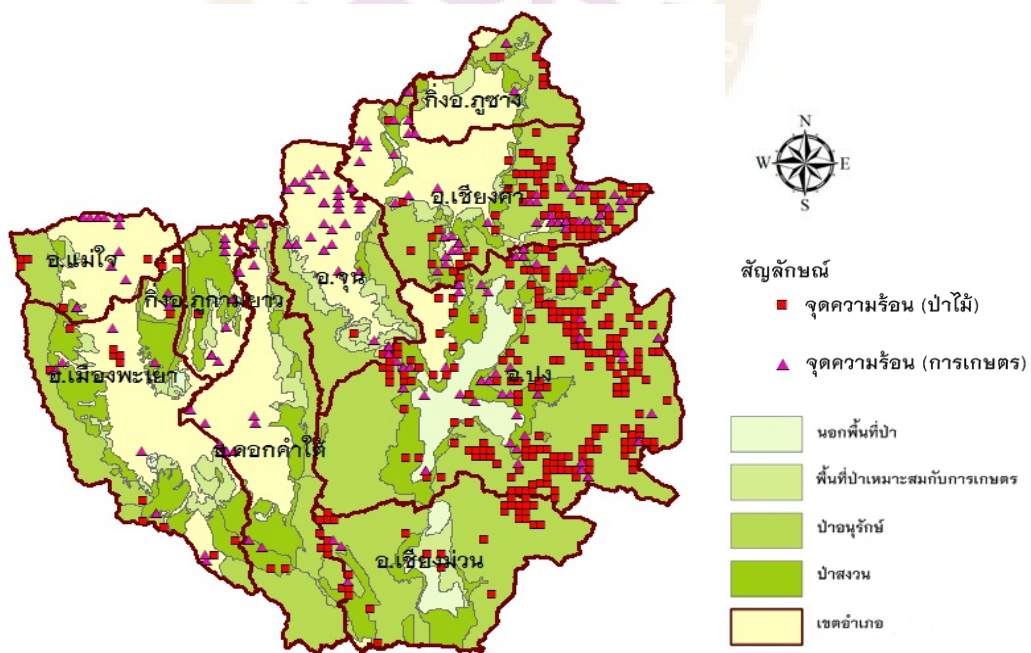 กิ่งอ.ภูซาง
อ.เชียงคำ
อ.แม่ใจ
อ.จุน
กิ่งอ.ภูกามยาว
อ.เมืองพะเยา
อ.ปง
อ.ดอกคำใต้
อ.เชียงม่วน
N
W E
S
สัญลักษณ์
จุดความร้อน (ป่าไม้)
จุดความร้อน (การเกษตร)
นอกพื้นที่ป่า
พื้นที่ป่าเหมาะสมกับการเกษตร
ป่าอนุรักษ์
ป่าสงวน
เขตอำเภอ